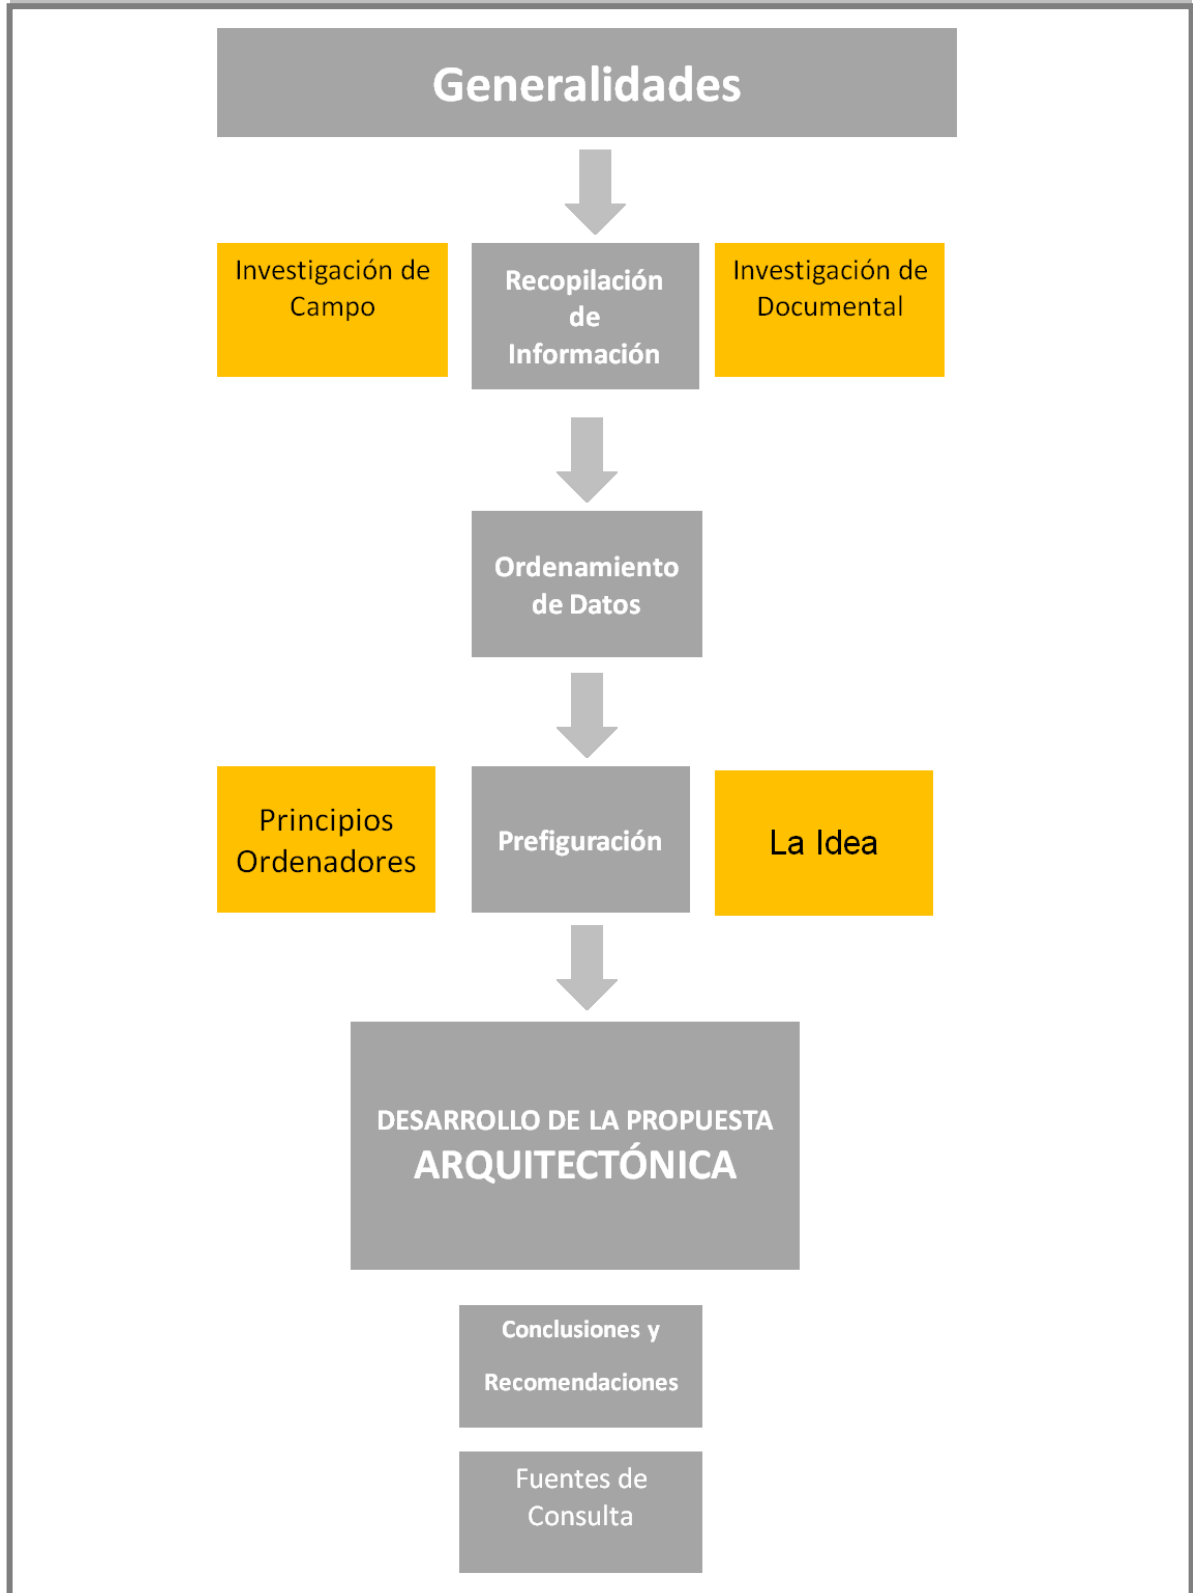 Generalidades
Investigación de
Campo
Recopilación
de
Información
Investigación de
Documental
Ordenamiento
de Datos
Principios
Ordenadores
Prefiguración
La Idea
DESARROLLO DE LA PROPUESTA
ARQUITECTÓNICA
Conclusiones y
Recomendaciones
Fuentes de
Consulta